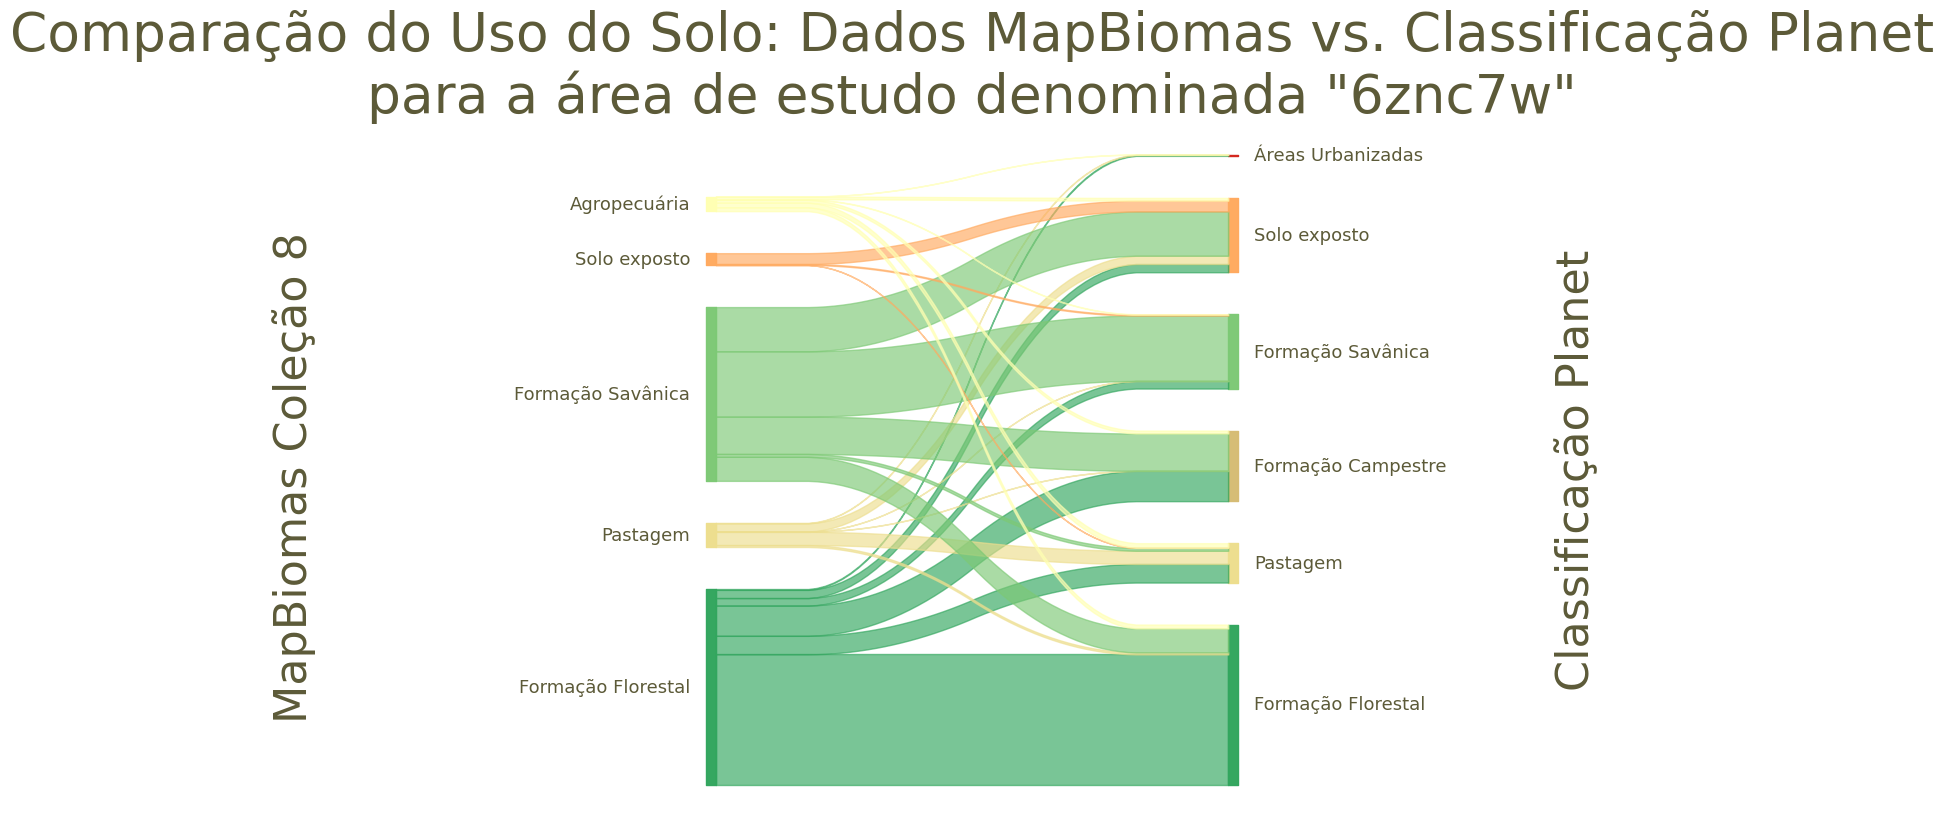 Comparação do Uso do Solo: Dados MapBiomas vs. Classificação Planet
para a área de estudo denominada "6znc7w"
MapBiomas Coleção 8
Agropecuária
Solo exposto
Formação Savânica
Pastagem
Formação Florestal
Áreas Urbanizadas
Solo exposto
Formação Savânica
Formação Campestre
Pastagem
Formação Florestal
Classificação Planet